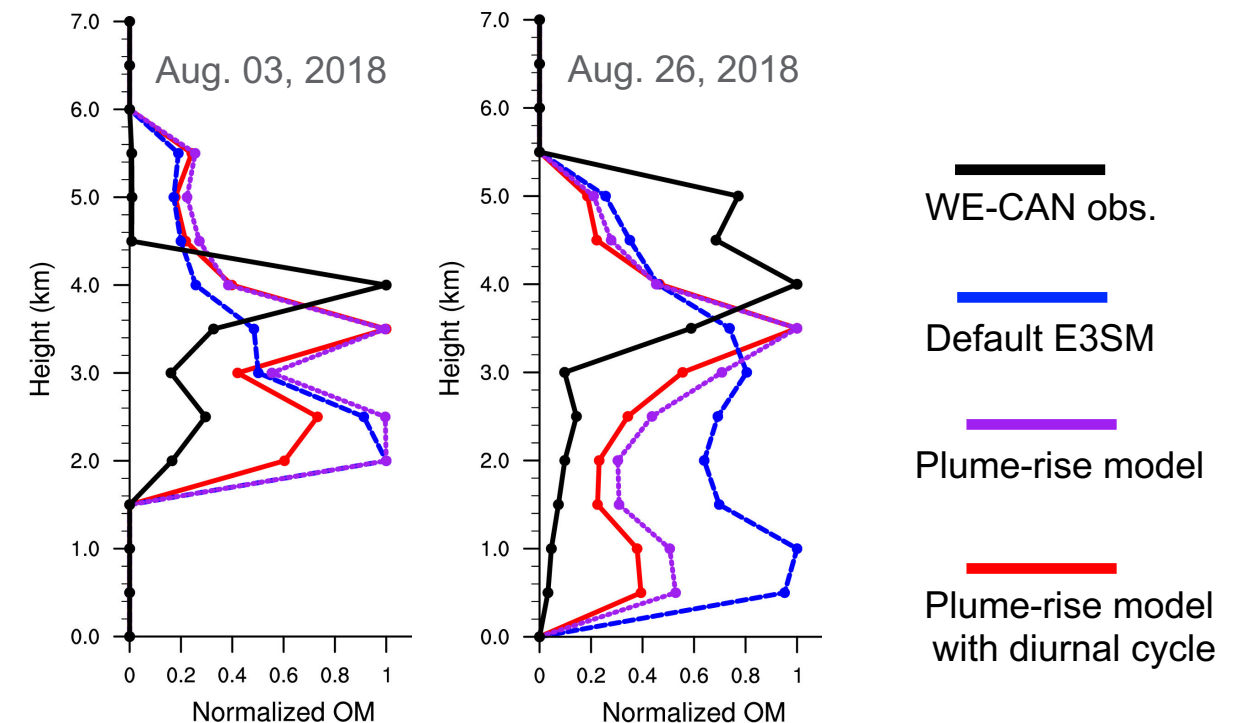 Aug. 03, 2018
7.0
6.0
5.0
4.0
3.0
2.0
1.0
0.0
Height (km)
0 0.2 0.4 0.6 0.8 1
Normalized OM
Aug. 26, 2018
7.0
6.0
5.0
4.0
3.0
2.0
1.0
0.0
Height (km)
0 0.2 0.4 0.6 0.8 1
Normalized OM
WE-CAN obs.
Default E3SM
Plume-rise model
Plume-rise model
with diurnal cycle